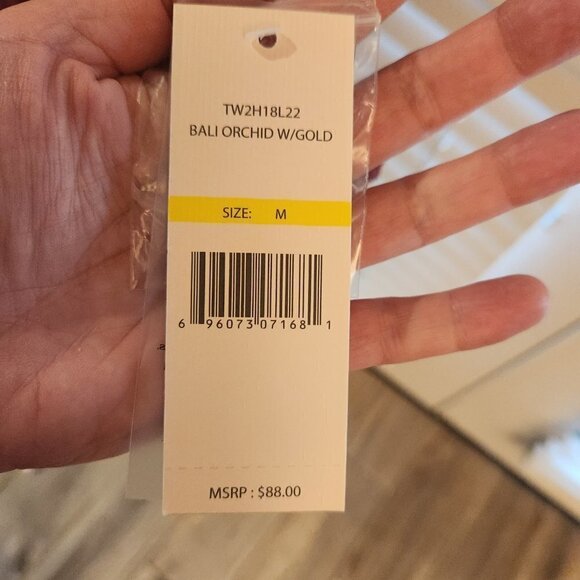 TW2H18L22
BALI ORCHID W/GOLD
SIZE: M
6 96073 07168 1
MSRP : $88.00